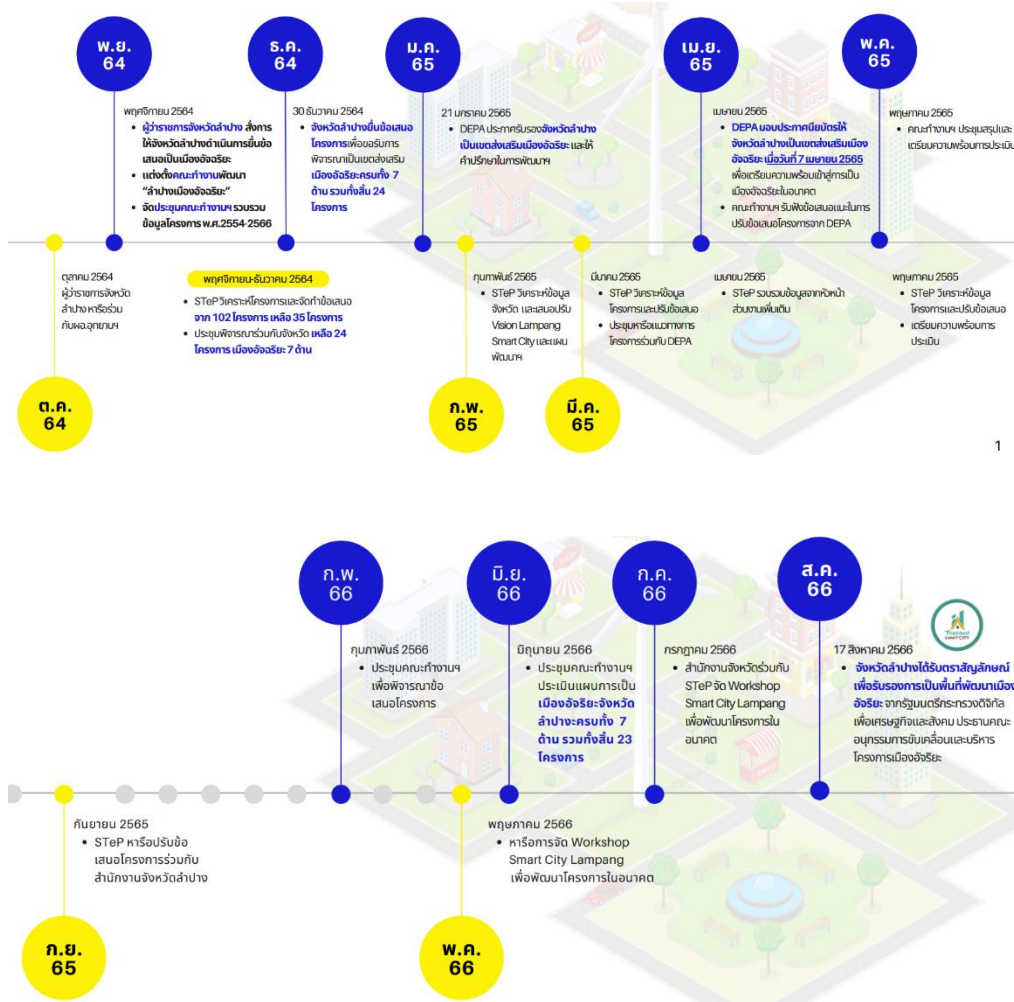 พ.ย.
64
ธ.ค.
64
ม.ค.
65
เม.ย.
65
พ.ค.
65
พฤศจิกายน 2564
• ผู้ว่าราชการจังหวัดลำปาง สั่งการ
ให้จังหวัดลำปางดำเนินการยื่นข้อ
เสนอเป็นเมืองอัจฉริยะ
• แต่งตั้งคณะทำงานพัฒนา
“ลำปางเมืองอัจฉริยะ”
• จัดประชุมคณะทำงานฯ รวบรวม
ข้อมูลโครงการ พ.ศ.2554-2566
30 ธันวาคม 2564
• จังหวัดลำปางยื่นข้อเสนอ
โครงการเพื่อขอรับการ
พิจารณาเป็นเขตส่งเสริม
เมืองอัจฉริยะครบทั้ง 7
ด้าน รวมทั้งสิ้น 24
โครงการ
21 มกราคม 2565
• DEPA ประกาศรับรองจังหวัดลำปาง
เป็นเขตส่งเสริมเมืองอัจฉริยะ และให้
คำปรึกษาในการพัฒนาฯ
เมษายน 2565
• DEPA มอบประกาศนียบัตรให้
จังหวัดลำปางเป็นเขตส่งเสริมเมือง
อัจฉริยะ เมื่อวันที่ 7 เมษายน 2565
เพื่อเตรียมความพร้อมเข้าสู่การเป็น
เมืองอัจฉริยะในอนาคต
• คณะทำงานฯ รับฟังข้อเสนอแนะในการ
ปรับข้อเสนอโครงการจาก DEPA
พฤษภาคม 2565
• คณะทำงานฯ ประชุมสรุปและ
เตรียมความพร้อมการประเมิน
ตุลาคม 2564
ผู้ว่าราชการจังหวัด
ลำปาง หารือร่วม
กับผอ.อุทยานฯ
พฤศจิกายน-ธันวาคม 2564
• STeP วิเคราะห์โครงการและจัดทำข้อเสนอ
จาก 102 โครงการ เหลือ 35 โครงการ
• ประชุมพิจารณาร่วมกับจังหวัด เหลือ 24
โครงการ เมืองอัจฉริยะ 7 ด้าน
กุมภาพันธ์ 2565
• STeP วิเคราะห์ข้อมูล
จังหวัด และเสนอปรับ
Vision Lampang
Smart City และแผน
พัฒนาฯ
มีนาคม 2565
• STeP วิเคราะห์ข้อมูล
โครงการและปรับข้อเสนอ
• ประชุมหารือแนวทางการ
โครงการร่วมกับ DEPA
เมษายน 2565
• STeP รวบรวมข้อมูลจากหัวหน้า
ส่วนงานเพิ่มเติม
พฤษภาคม 2565
• STeP วิเคราะห์ข้อมูล
โครงการและปรับข้อเสนอ
• เตรียมความพร้อมการ
ประเมิน
ต.ค.
64
ก.พ.
65
มี.ค.
65
1
ก.พ.
66
มิ.ย.
66
ก.ค.
66
ส.ค.
66
Thailand
SMART CITY
กุมภาพันธ์ 2566
• ประชุมคณะทำงานฯ
เพื่อพิจารณาข้อ
เสนอโครงการ
มิถุนายน 2566
• ประชุมคณะทำงานฯ
ประเมินแผนการเป็น
เมืองอัจริยะจังหวัด
ลำปางะครบทั้ง 7
ด้าน รวมทั้งสิ้น 23
โครงการ
กรกฎาคม 2566
• สำนักงานจังหวัดร่วมกับ
STeP จัด Workshop
Smart City Lampang
เพื่อพัฒนาโครงการใน
อนาคต
17 สิงหาคม 2566
• จังหวัดลำปางได้รับตราสัญลักษณ์
เพื่อรับรองการเป็นพื้นที่พัฒนาเมือง
อัจริยะ จากรัฐมนตรีกระทรวงดิจิทัล
เพื่อเศรษฐกิจและสังคม ประธานคณะ
อนุกรรมการขับเคลื่อนและบริหาร
โครงการเมืองอัจริยะ
กันยายน 2565
• STeP หารือปรับข้อ
เสนอโครงการร่วมกับ
สำนักงานจังหวัดลำปาง
พฤษภาคม 2566
• หารือการจัด Workshop
Smart City Lampang
เพื่อพัฒนาโครงการในอนาคต
ก.ย.
65
พ.ค.
66